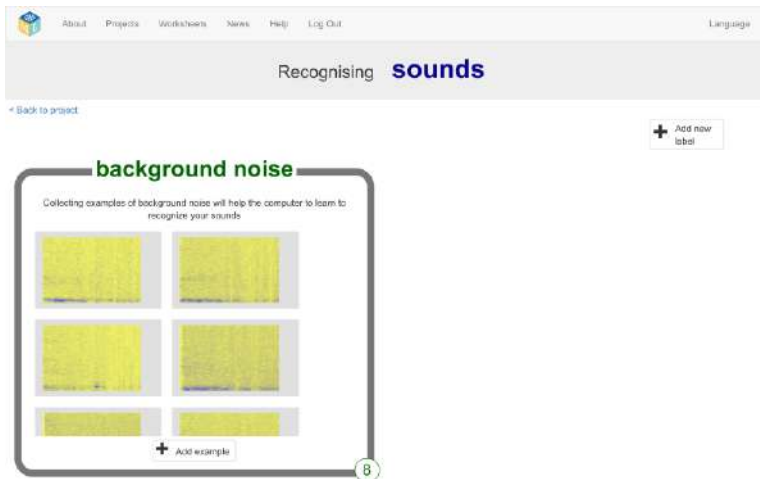 About Projects Worksheets News Help Log Out Language
Recognising sounds
< Back to project
Add new
label
background noise
Collecting examples of background noise will help the computer to learn to
recognize your sounds
Add example
8